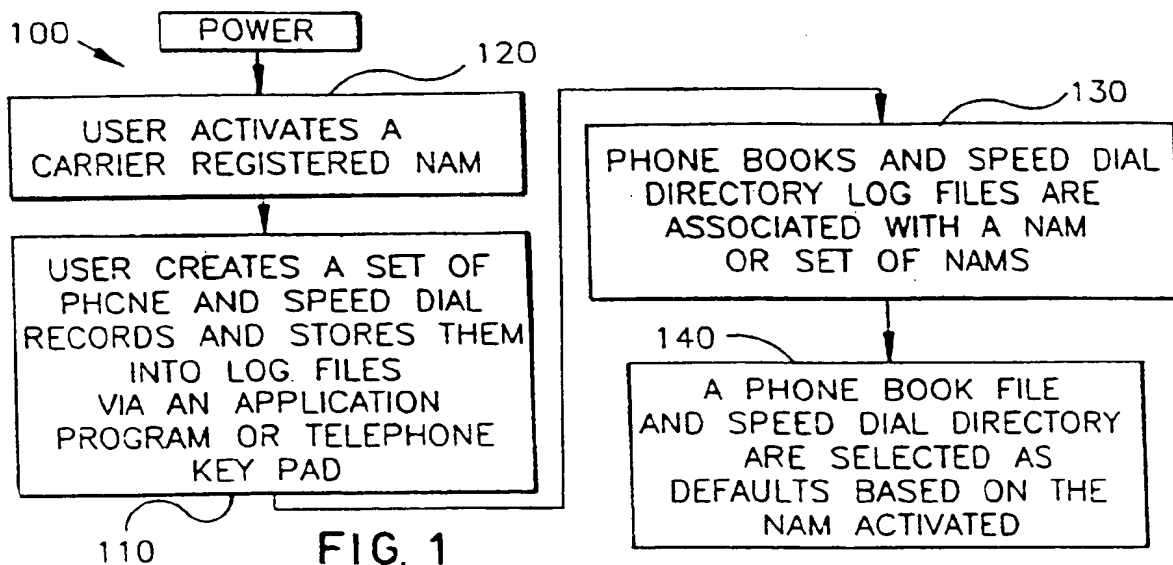 100
POWER
120
USER ACTIVATES A
CARRIER REGISTERED NAM
USER CREATES A SET OF
PHCNE AND SPEED DIAL
RECORDS AND STORES THEM
INTO LOG FILES
VIA AN APPLICATION
PROGRAM OR TELEPHONE
KEY PAD
110
130
PHONE BOOKS AND SPEED DIAL
DIRECTORY LOG FILES ARE
ASSOCIATED WITH A NAM
OR SET OF NAMS
140
A PHONE BOOK FILE
AND SPEED DIAL DIRECTORY
ARE SELECTED AS
DEFAULTS BASED ON THE
NAM ACTIVATED
FIG. 1